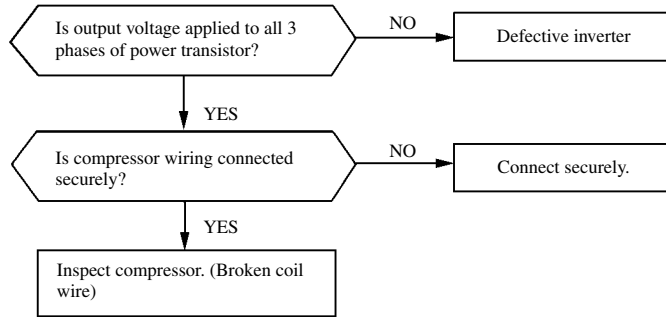 Is output voltage applied to all 3
phases of power transistor?
NO
Defective inverter
YES
Is compressor wiring connected
securely?
NO
Connect securely.
YES
Inspect compressor. (Broken coil
wire)